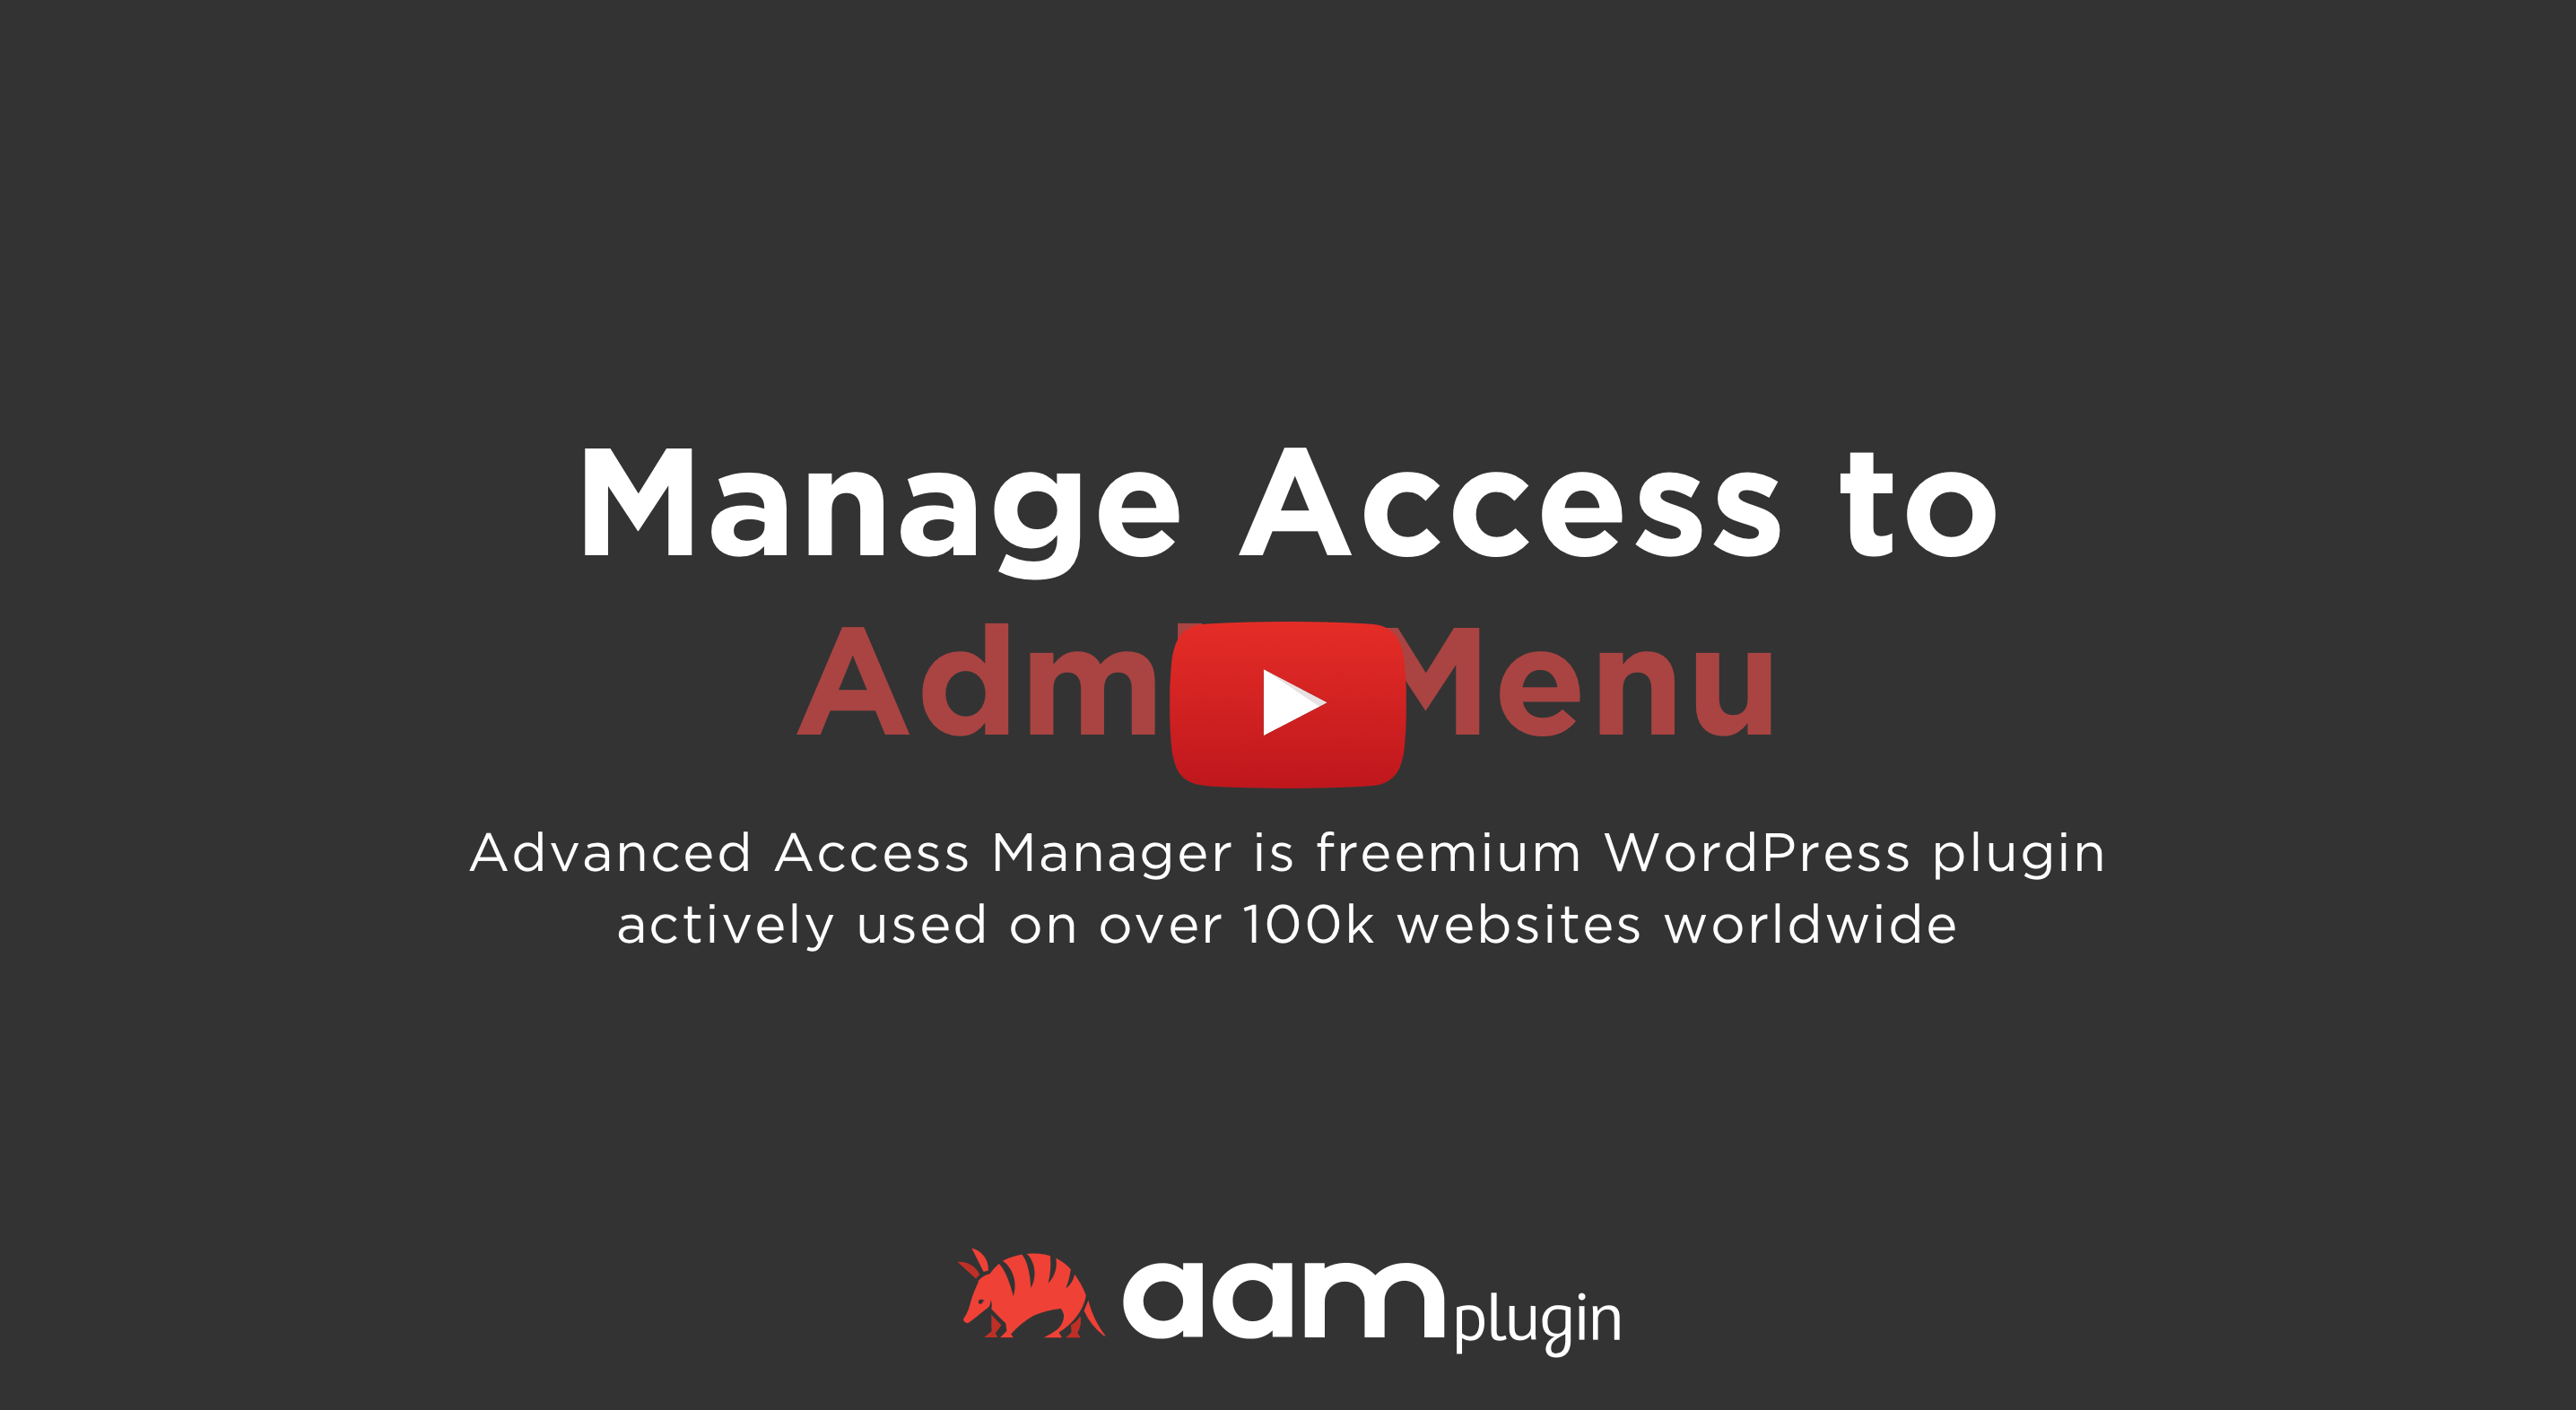 Manage Access to
Menu
Advanced Access Manager is freemium WordPress plugin
actively used on over 100k websites worldwide
aam plugin